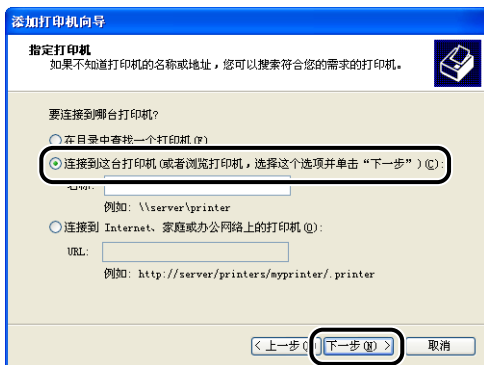 添加打印机向导
指定打印机
如果不知道打印机的名称或地址，您可以搜索符合您的需求的打印机。
要连接到哪台打印机?
在目录中查找一个打印机(F)
连接到这台打印机(或者浏览打印机，选择这个选项并单击“下一步”)(C):
名称:
例如: \\server\printer
连接到 Internet、家庭或办公网络上的打印机(O):
URL:
例如: http://server/printers/myprinter/.printer
< 上一步 下一步(N) > 取消